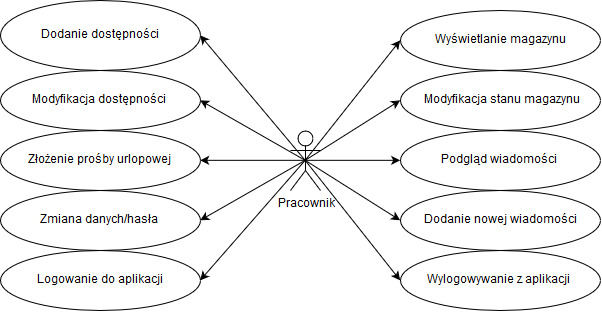 Dodanie dostępności
Modyfikacja dostępności
Złożenie prośby urlopowej
Zmiana danych/hasła
Logowanie do aplikacji
Pracownik
Wyświetlanie magazynu
Modyfikacja stanu magazynu
Podgląd wiadomości
Dodanie nowej wiadomości
Wylogowywanie z aplikacji